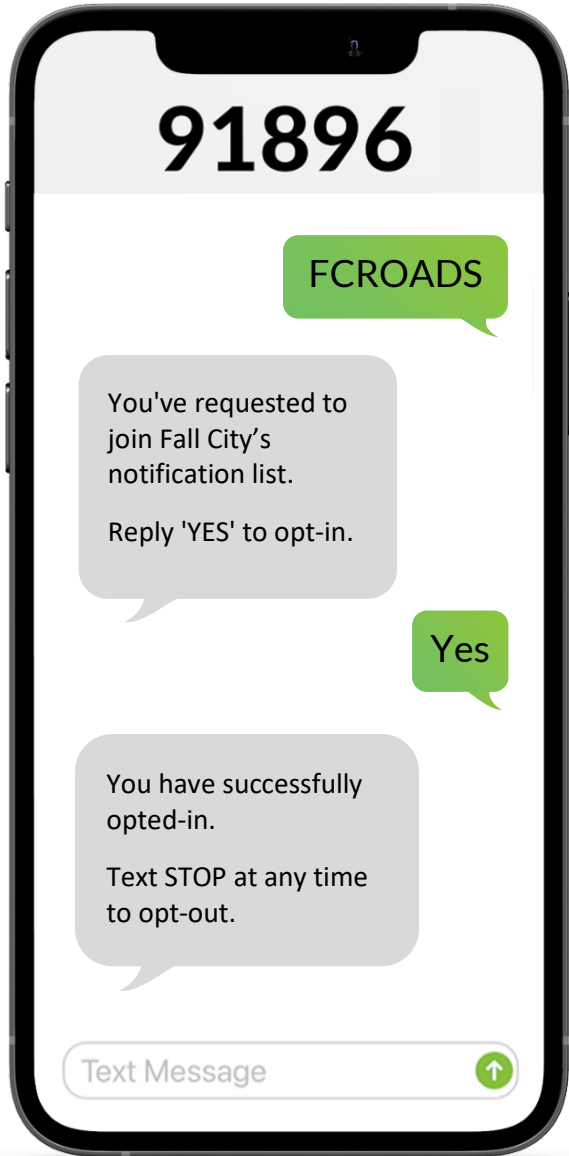 91896
FCROADS
You've requested to
join Fall City’s
notification list.
Reply 'YES' to opt-in.
Yes
You have successfully
opted-in.
Text STOP at any time
to opt-out.
Text Message